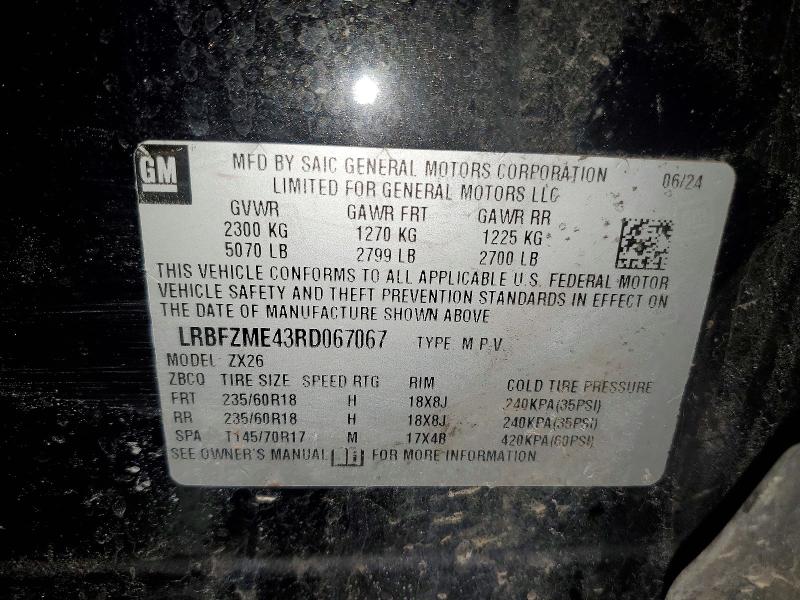 GM
MFD BY SAIC GENERAL MOTORS CORPORATION 06/24
LIMITED FOR GENERAL MOTORS LLC
GVWR GAWR FRT GAWR RR
2300 KG 1270 KG 1225 KG
5070 LB 2799 LB 2700 LB
THIS VEHICLE CONFORMS TO ALL APPLICABLE U.S. FEDERAL MOTOR
VEHICLE SAFETY AND THEFT PREVENTION STANDARDS IN EFFECT ON
THE DATE OF MANUFACTURE SHOWN ABOVE
LRBFZME43RD067067 TYPE: M.P.V.
MODEL: ZX26
ZBCO TIRE SIZE SPEED RTG RIM COLD TIRE PRESSURE
FRT 235/60R18 H 18X8J 240KPA(35PSI)
RR 235/60R18 H 18X8J 240KPA(35PSI)
SPA T145/70R17 M 17X4B 420KPA(60PSI)
SEE OWNER'S MANUAL FOR MORE INFORMATION